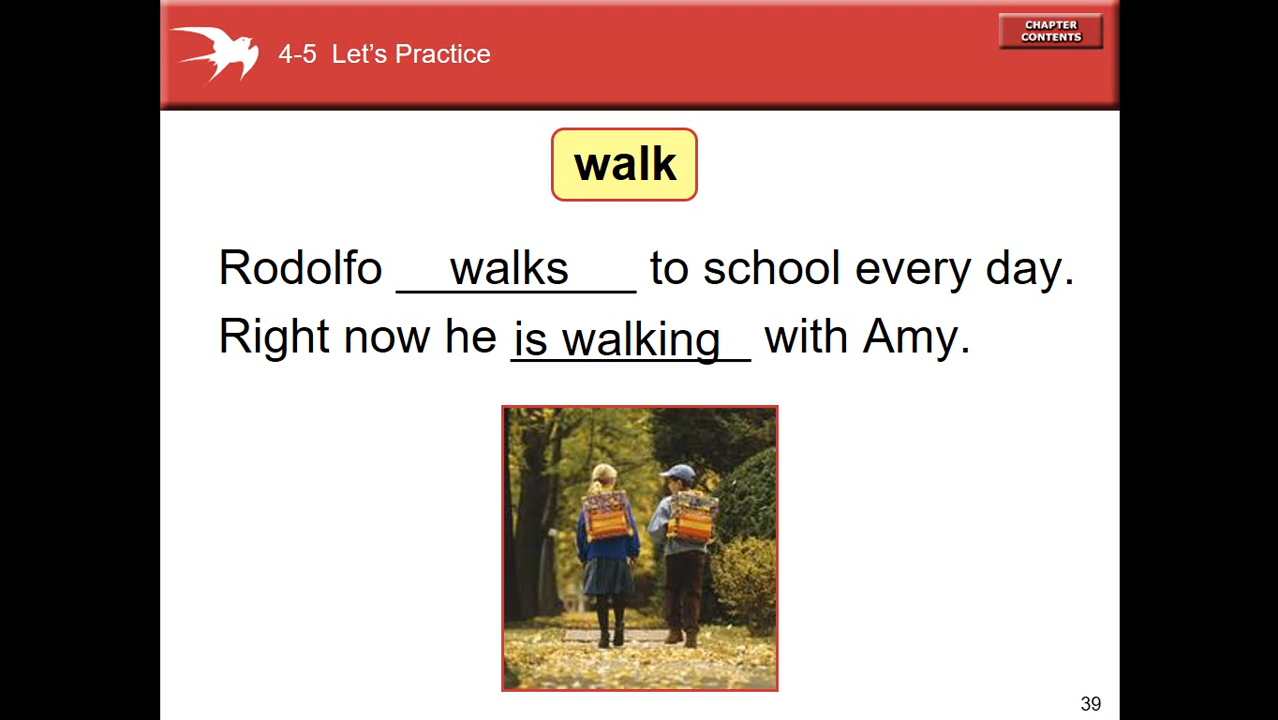 4-5 Let's Practice
CHAPTER
CONTENTS
walk
Rodolfo __walks__ to school every day.
Right now he is walking_ with Amy.
39